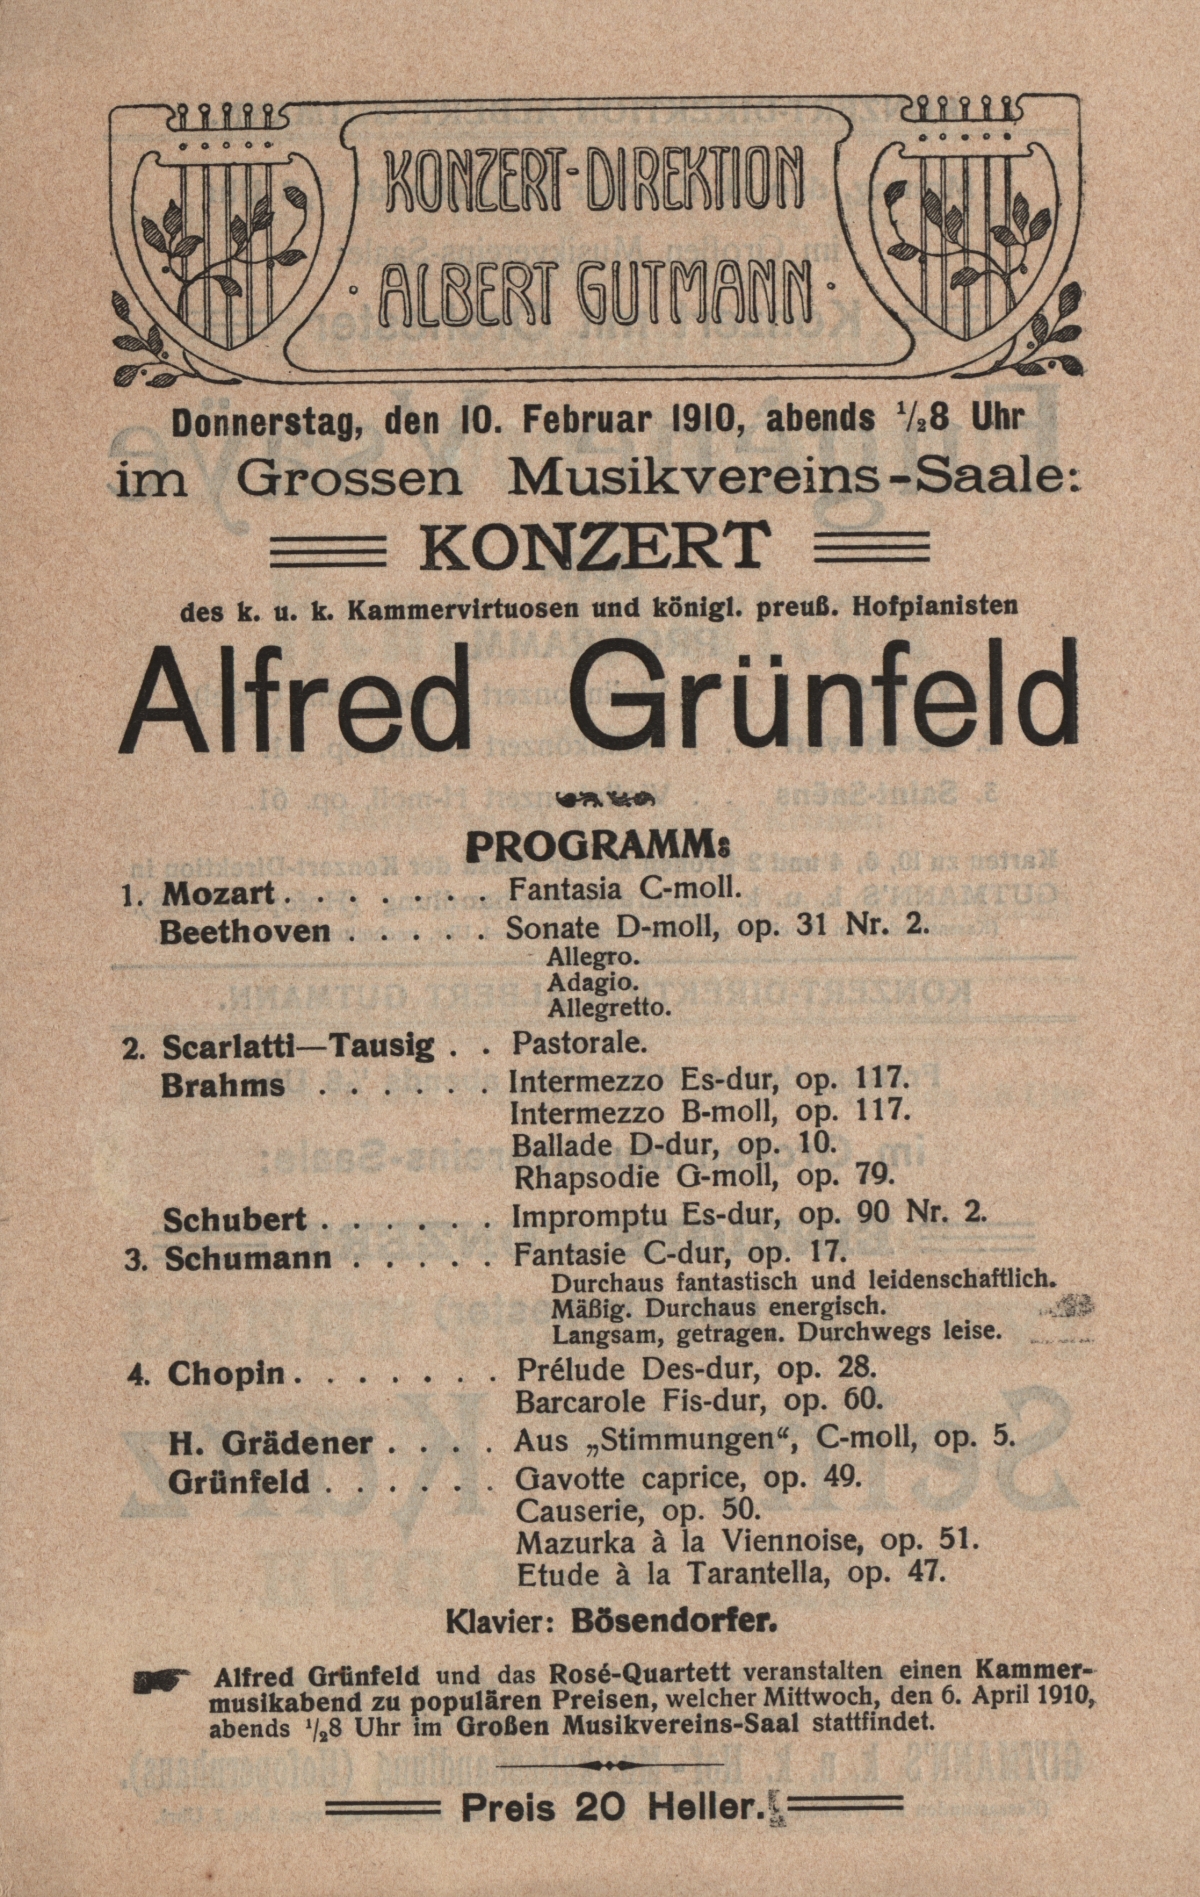 KONZERT-DIREKTION
· ALBERT GUTMANN ·
Donnerstag, den 10. Februar 1910, abends ½8 Uhr
im Grossen Musikvereins-Saale:
KONZERT
des k. u. k. Kammervirtuosen und königl. preuß. Hofpianisten
Alfred Grünfeld
PROGRAMM:
1. Mozart . . . . . . . Fantasia C-moll.
Beethoven . . . . . Sonate D-moll, op. 31 Nr. 2.
Allegro.
Adagio.
Allegretto.
2. Scarlatti—Tausig . . Pastorale.
Brahms . . . . . . Intermezzo Es-dur, op. 117.
Intermezzo B-moll, op. 117.
Ballade D-dur, op. 10.
Rhapsodie G-moll, op. 79.
Schubert . . . . . . Impromptu Es-dur, op. 90 Nr. 2.
3. Schumann . . . . . Fantasie C-dur, op. 17.
Durchaus fantastisch und leidenschaftlich.
Mäßig. Durchaus energisch.
Langsam, getragen. Durchwegs leise.
4. Chopin . . . . . . . Prélude Des-dur, op. 28.
Barcarole Fis-dur, op. 60.
H. Grädener . . . . Aus „Stimmungen“, C-moll, op. 5.
Grünfeld . . . . . . Gavotte caprice, op. 49.
Causerie, op. 50.
Mazurka à la Viennoise, op. 51.
Etude à la Tarantella, op. 47.
Klavier: Bösendorfer.
Alfred Grünfeld und das Rosé-Quartett veranstalten einen Kammer-
musikabend zu populären Preisen, welcher Mittwoch, den 6. April 1910,
abends ½8 Uhr im Großen Musikvereins-Saal stattfindet.
Preis 20 Heller.